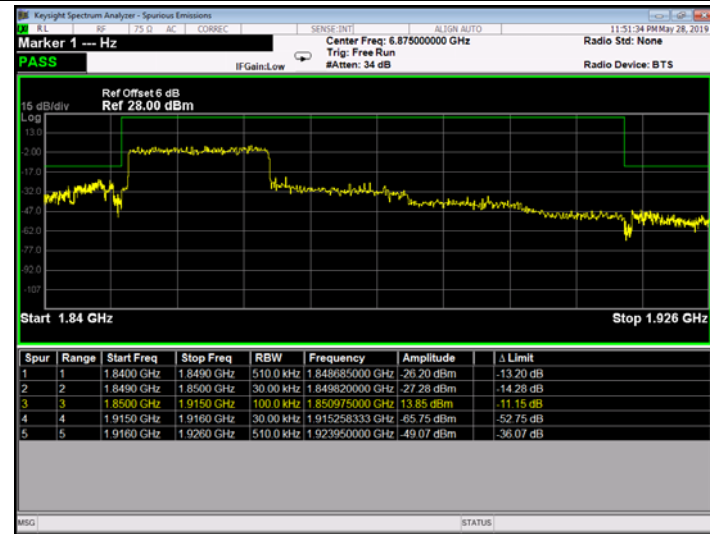 Keysight Spectrum Analyzer - Spurious Emissions
RL RF 75 Ω AC CORREC SENSE:INT ALIGN AUTO 11:51:34 PM May 28, 2019
Marker 1 --- Hz
Center Freq: 6.875000000 GHz
Radio Std: None
Trig: Free Run
PASS
IFGain:Low
#Atten: 34 dB
Radio Device: BTS
Ref Offset 6 dB
15 dB/div Ref 28.00 dBm
Log
13.0
-2.00
-17.0
-32.0
-47.0
-62.0
-77.0
-92.0
-107
Start 1.84 GHz Stop 1.926 GHz
Spur Range Start Freq Stop Freq RBW Frequency Amplitude Δ Limit
1 1 1.8400 GHz 1.8490 GHz 510.0 kHz 1.848685000 GHz -26.20 dBm -13.20 dB
2 2 1.8490 GHz 1.8500 GHz 30.00 kHz 1.849820000 GHz -27.28 dBm -14.28 dB
3 3 1.8500 GHz 1.9150 GHz 100.0 kHz 1.850975000 GHz 13.85 dBm -11.15 dB
4 4 1.9150 GHz 1.9160 GHz 30.00 kHz 1.915258333 GHz -65.75 dBm -52.75 dB
5 5 1.9160 GHz 1.9260 GHz 510.0 kHz 1.923950000 GHz -49.07 dBm -36.07 dB
MSG STATUS